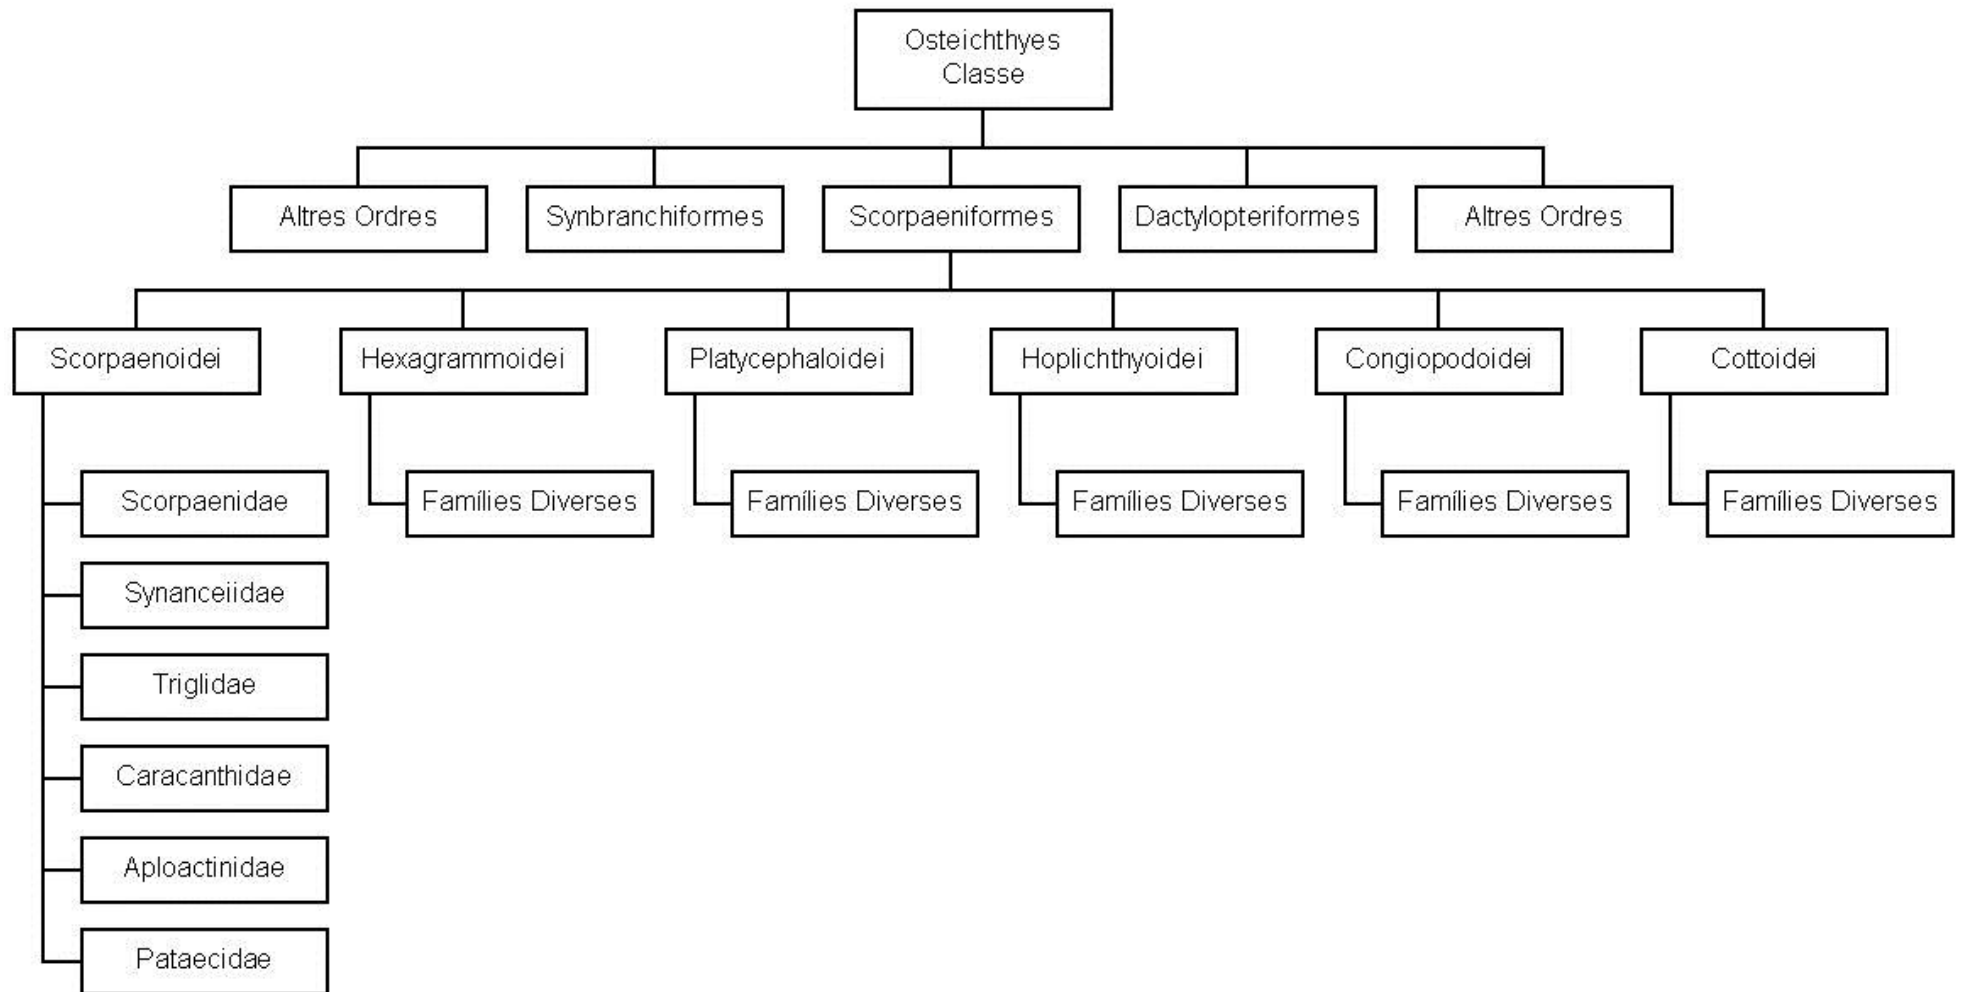 Osteichthyes
Classe
Altres Ordres
Synbranchiformes
Scorpaeniformes
Dactylopteriformes
Altres Ordres
Scorpaenoidei
Hexagrammoidei
Platycephaloidei
Hoplichthyoidei
Congiopodoidei
Cottoidei
Scorpaenidae
Famílies Diverses
Famílies Diverses
Famílies Diverses
Famílies Diverses
Famílies Diverses
Synanceiidae
Triglidae
Caracanthidae
Aploactinidae
Pataecidae